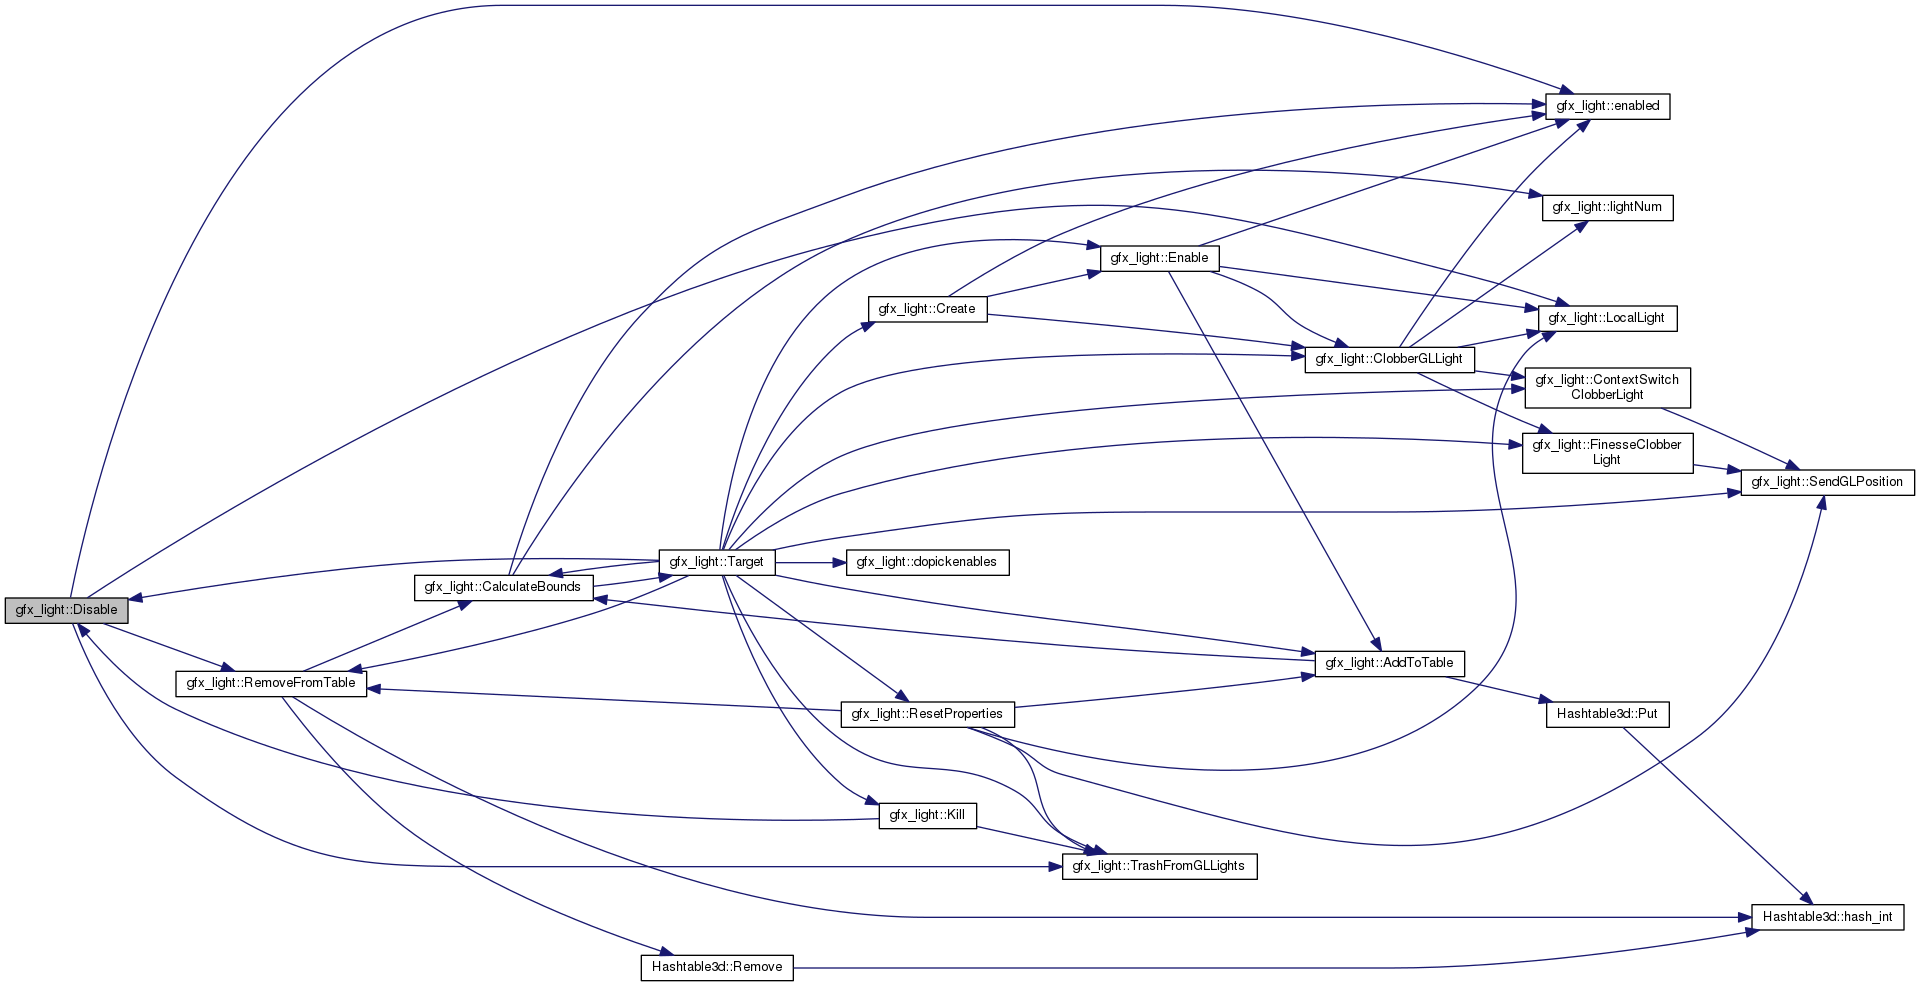 gfx_light::enabled
gfx_light::lightNum
gfx_light::Enable
gfx_light::Create
gfx_light::LocalLight
gfx_light::ClobberGLLight
gfx_light::ContextSwitch
ClobberLight
gfx_light::FinesseClobber
Light
gfx_light::SendGLPosition
gfx_light::Target
gfx_light::dopickenables
gfx_light::CalculateBounds
gfx_light::Disable
gfx_light::AddToTable
gfx_light::RemoveFromTable
gfx_light::ResetProperties
Hashtable3d::Put
gfx_light::Kill
gfx_light::TrashFromGLLights
Hashtable3d::hash_int
Hashtable3d::Remove